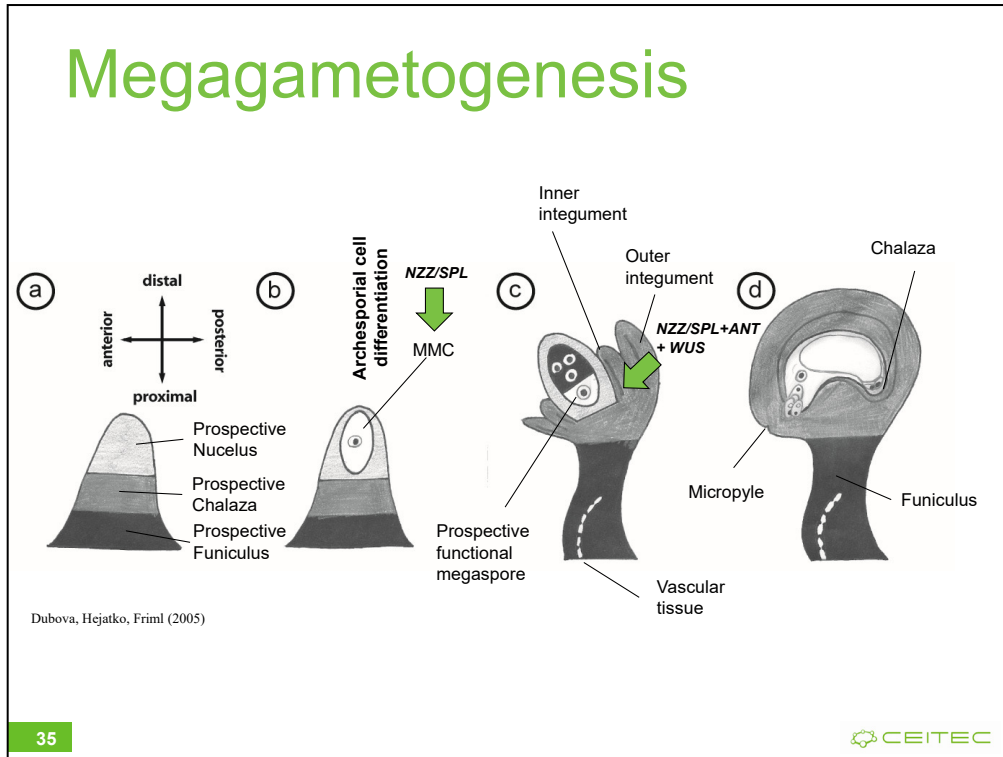 Megagametogenesis
a
distal
anterior
posterior
proximal
Prospective
Nucelus
Prospective
Chalaza
Prospective
Funiculus
b
Archesporial cell
differentiation
NZZ/SPL
MMC
c
Inner
integument
Outer
integument
NZZ/SPL+ANT
+ WUS
Prospective
functional
megaspore
Vascular
tissue
d
Chalaza
Micropyle
Funiculus
Dubova, Hejatko, Friml (2005)
35
CEITEC